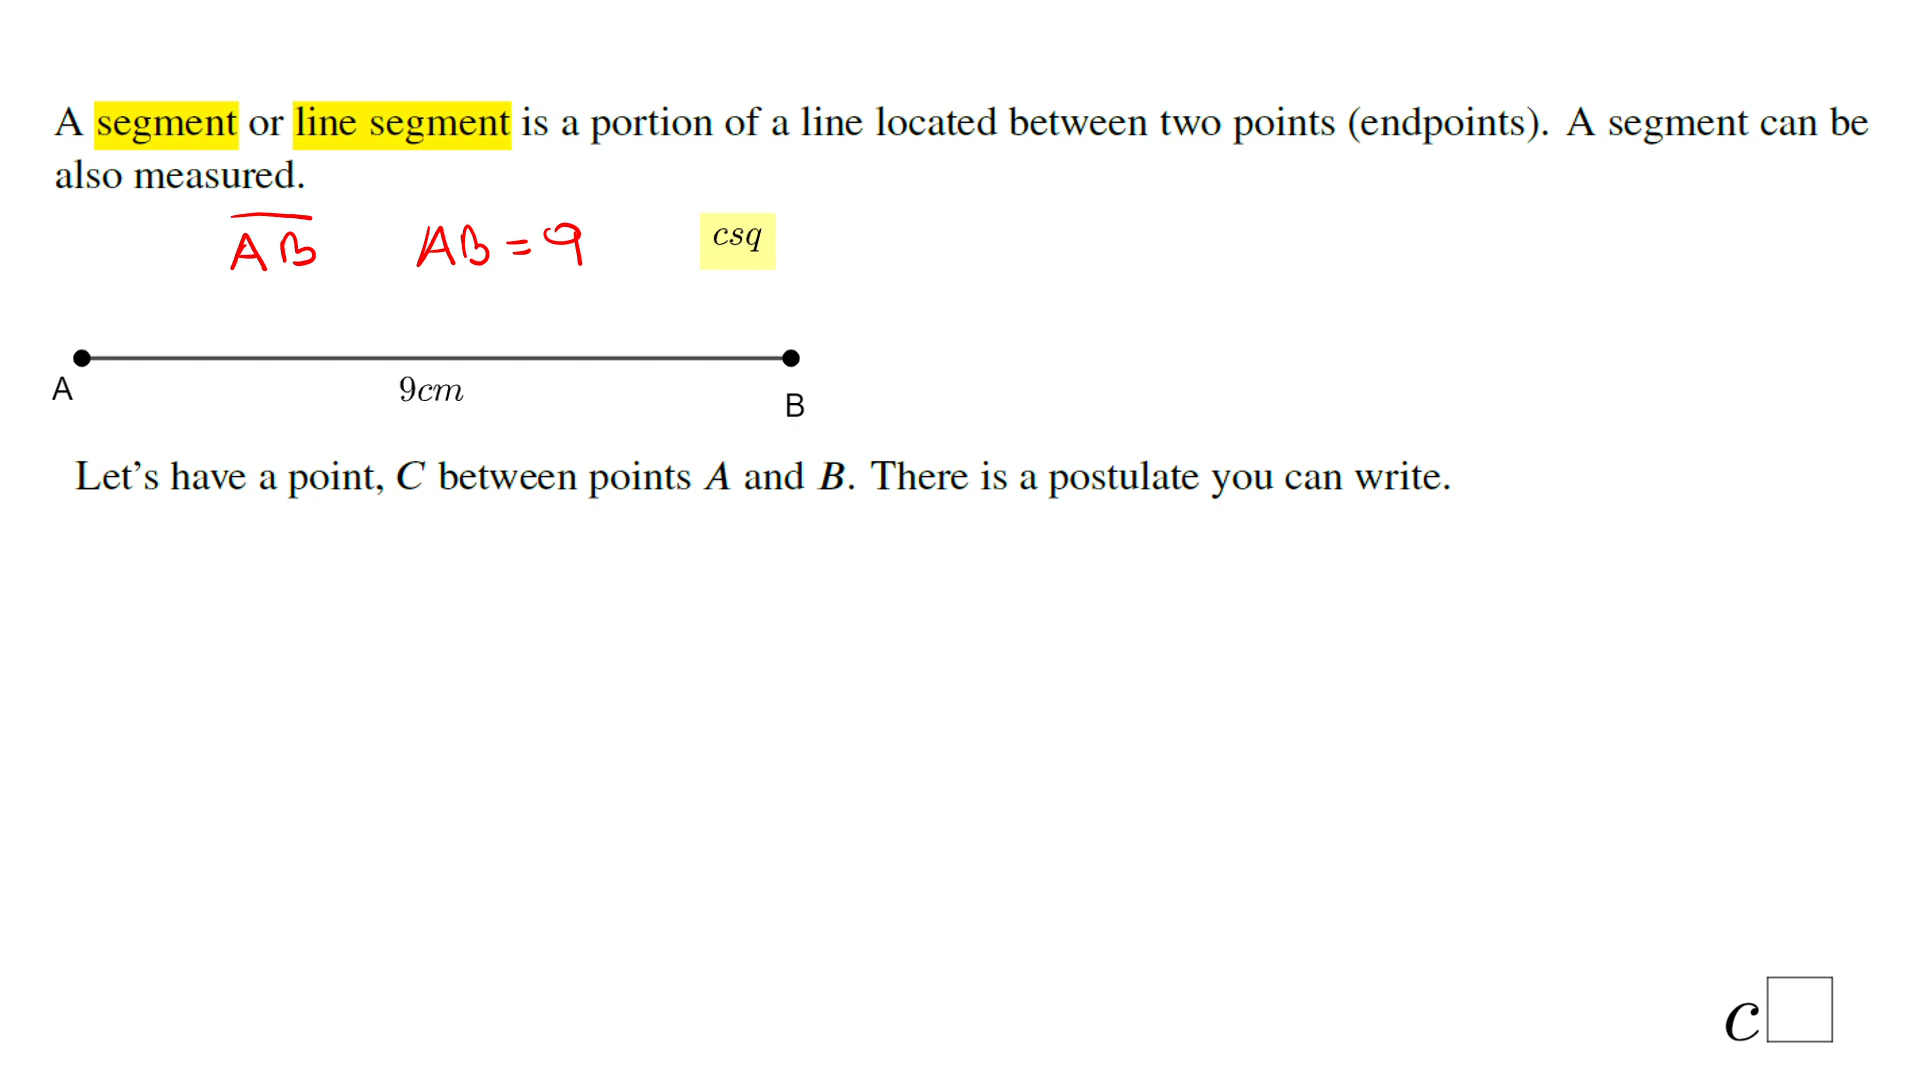 A segment or line segment is a portion of a line located between two points (endpoints). A segment can be
also measured.
AB AB = 9 csq
A 9cm B
Let's have a point, C between points A and B. There is a postulate you can write.
c